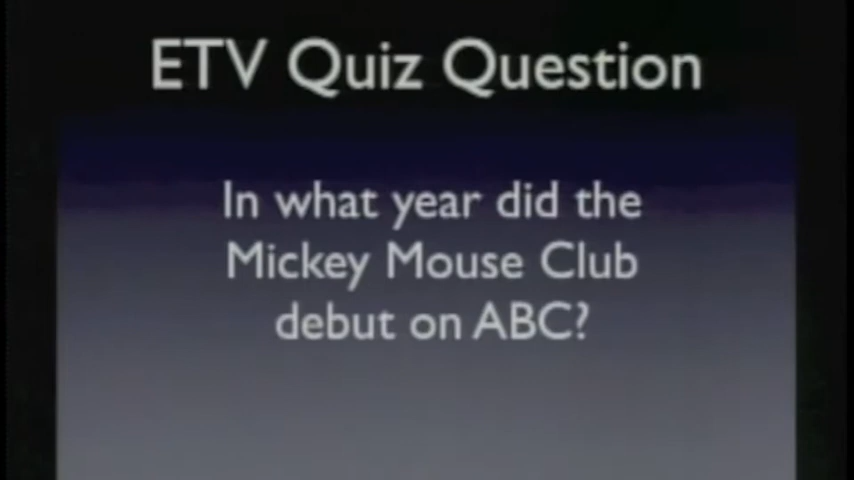 ETV Quiz Question
In what year did the
Mickey Mouse Club
debut on ABC?